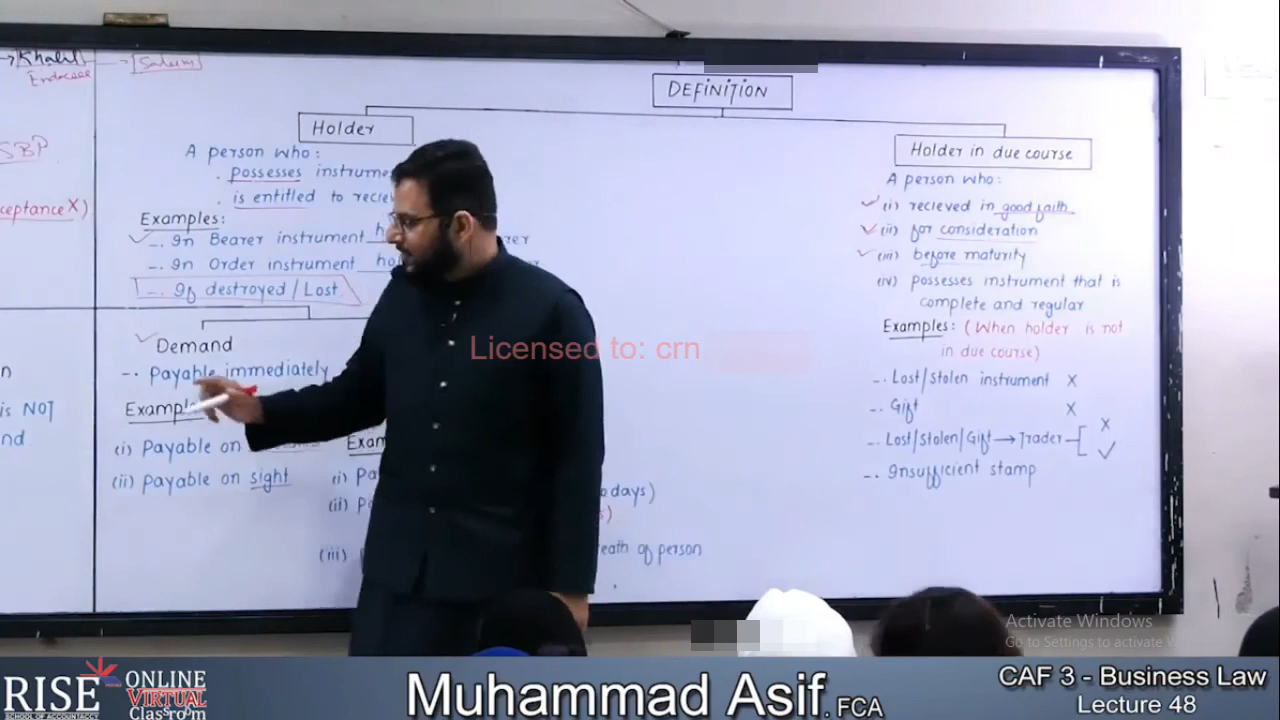 →Khalil
Endorsee
Saleem
SBP
ceptance X)
n
is NOT
nd
DEFINITION
Holder
A person who:
. possesses instrume
. is entitled to recie
Examples:
-. In Bearer instrument
rer
-. In Order instrument ho
-. If destroyed/Lost
Demand
-. payable immediately
Exampl
(i) Payable on
(ii) payable on sight
Exam
(i) Pa
(ii) Po
o days)
s)
(iii)
eath of person
Holder in due course
A person who:
(i) recieved in good faith
(ii) for consideration
(iii) before maturity
(iv) possesses instrument that is
complete and regular
Examples: (When holder is not
in due course)
-. Lost/Stolen instrument X
-. Gift X
-. Lost/Stolen/Gift → Trader X
-. Insufficient stamp
Licensed to: crn
Activate Windows
Go to Settings to activate W
RISE
SCHOOL OF ACCOUNTANCY
ONLINE
VIRTUAL
Classroom
Muhammad Asif. FCA
CAF 3 - Business Law
Lecture 48